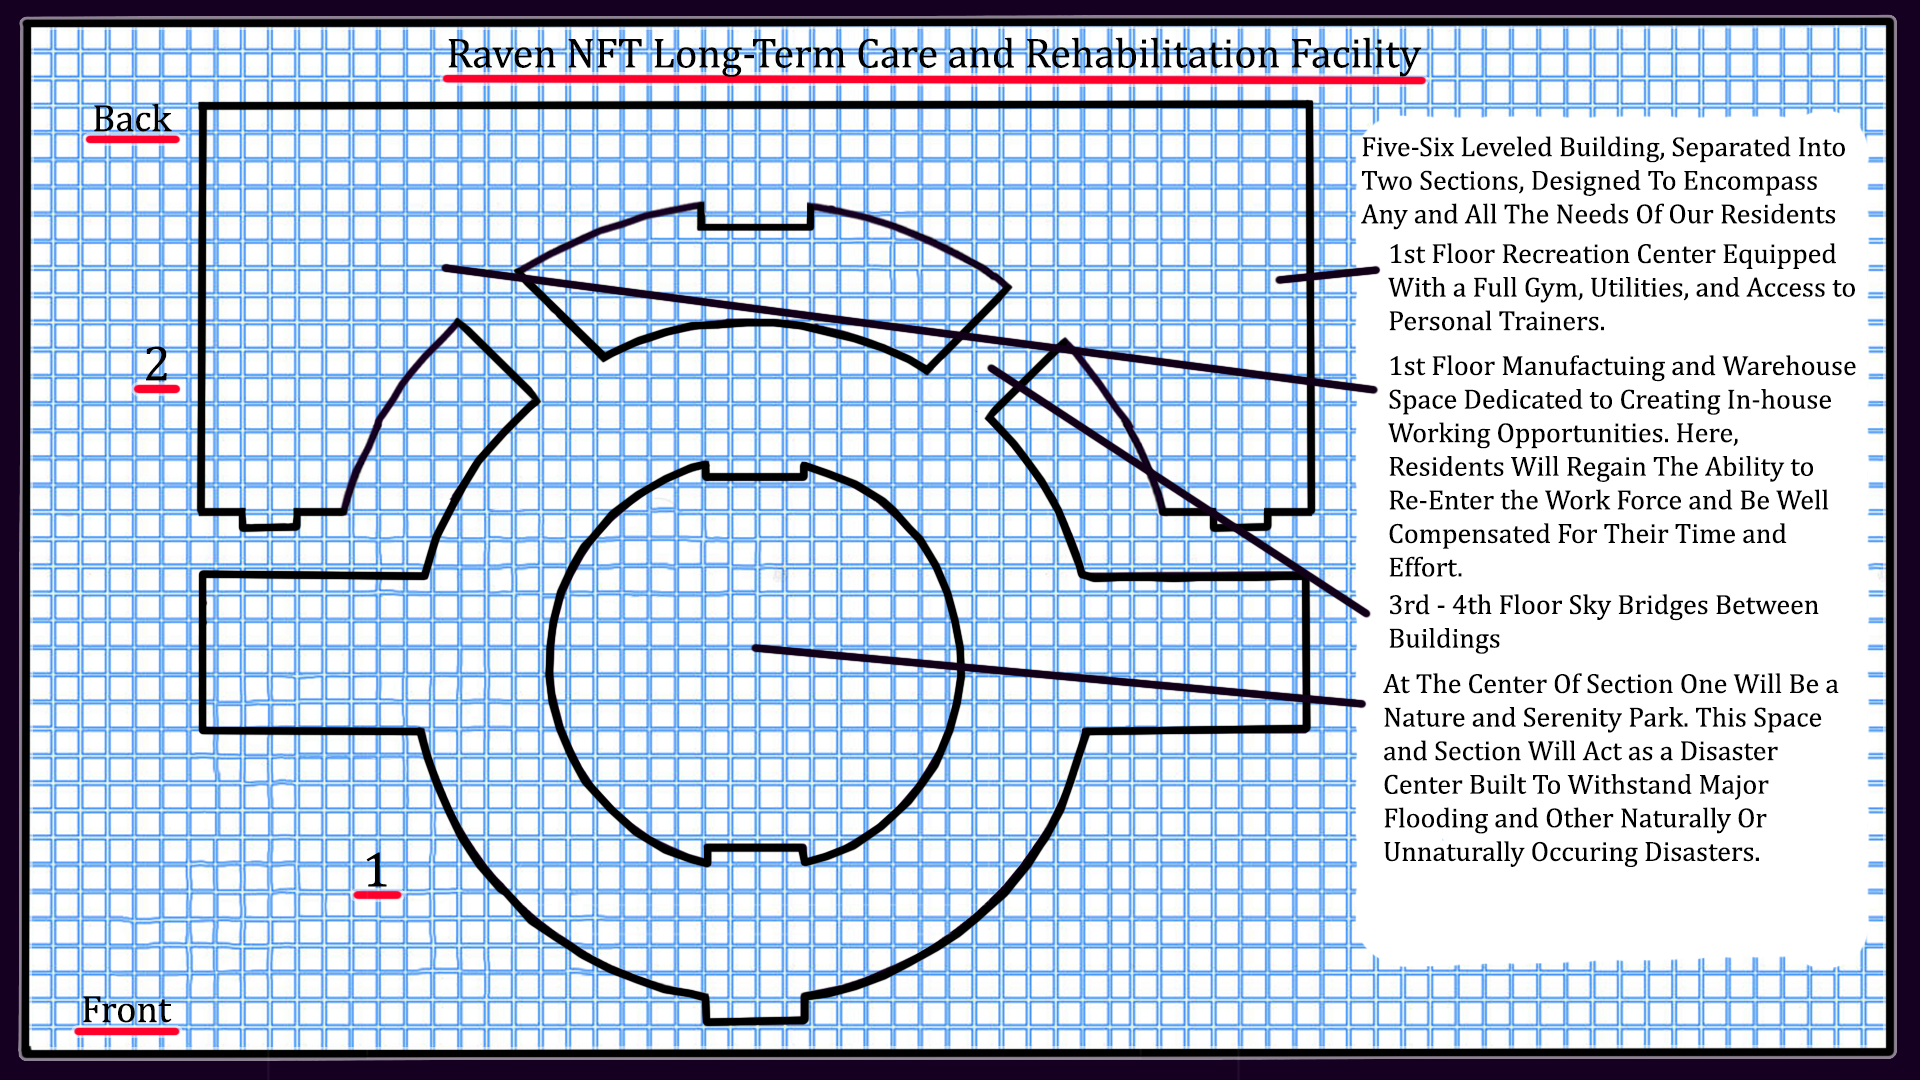 Raven NFT Long-Term Care and Rehabilitation Facility
Back
Five-Six Leveled Building, Separated Into
Two Sections, Designed To Encompass
Any and All The Needs Of Our Residents
1st Floor Recreation Center Equipped
With a Full Gym, Utilities, and Access to
Personal Trainers.
2
1st Floor Manufactuing and Warehouse
Space Dedicated to Creating In-house
Working Opportunities. Here,
Residents Will Regain The Ability to
Re-Enter the Work Force and Be Well
Compensated For Their Time and
Effort.
3rd - 4th Floor Sky Bridges Between
Buildings
At The Center Of Section One Will Be a
Nature and Serenity Park. This Space
and Section Will Act as a Disaster
Center Built To Withstand Major
Flooding and Other Naturally Or
Unnaturally Occuring Disasters.
1
Front